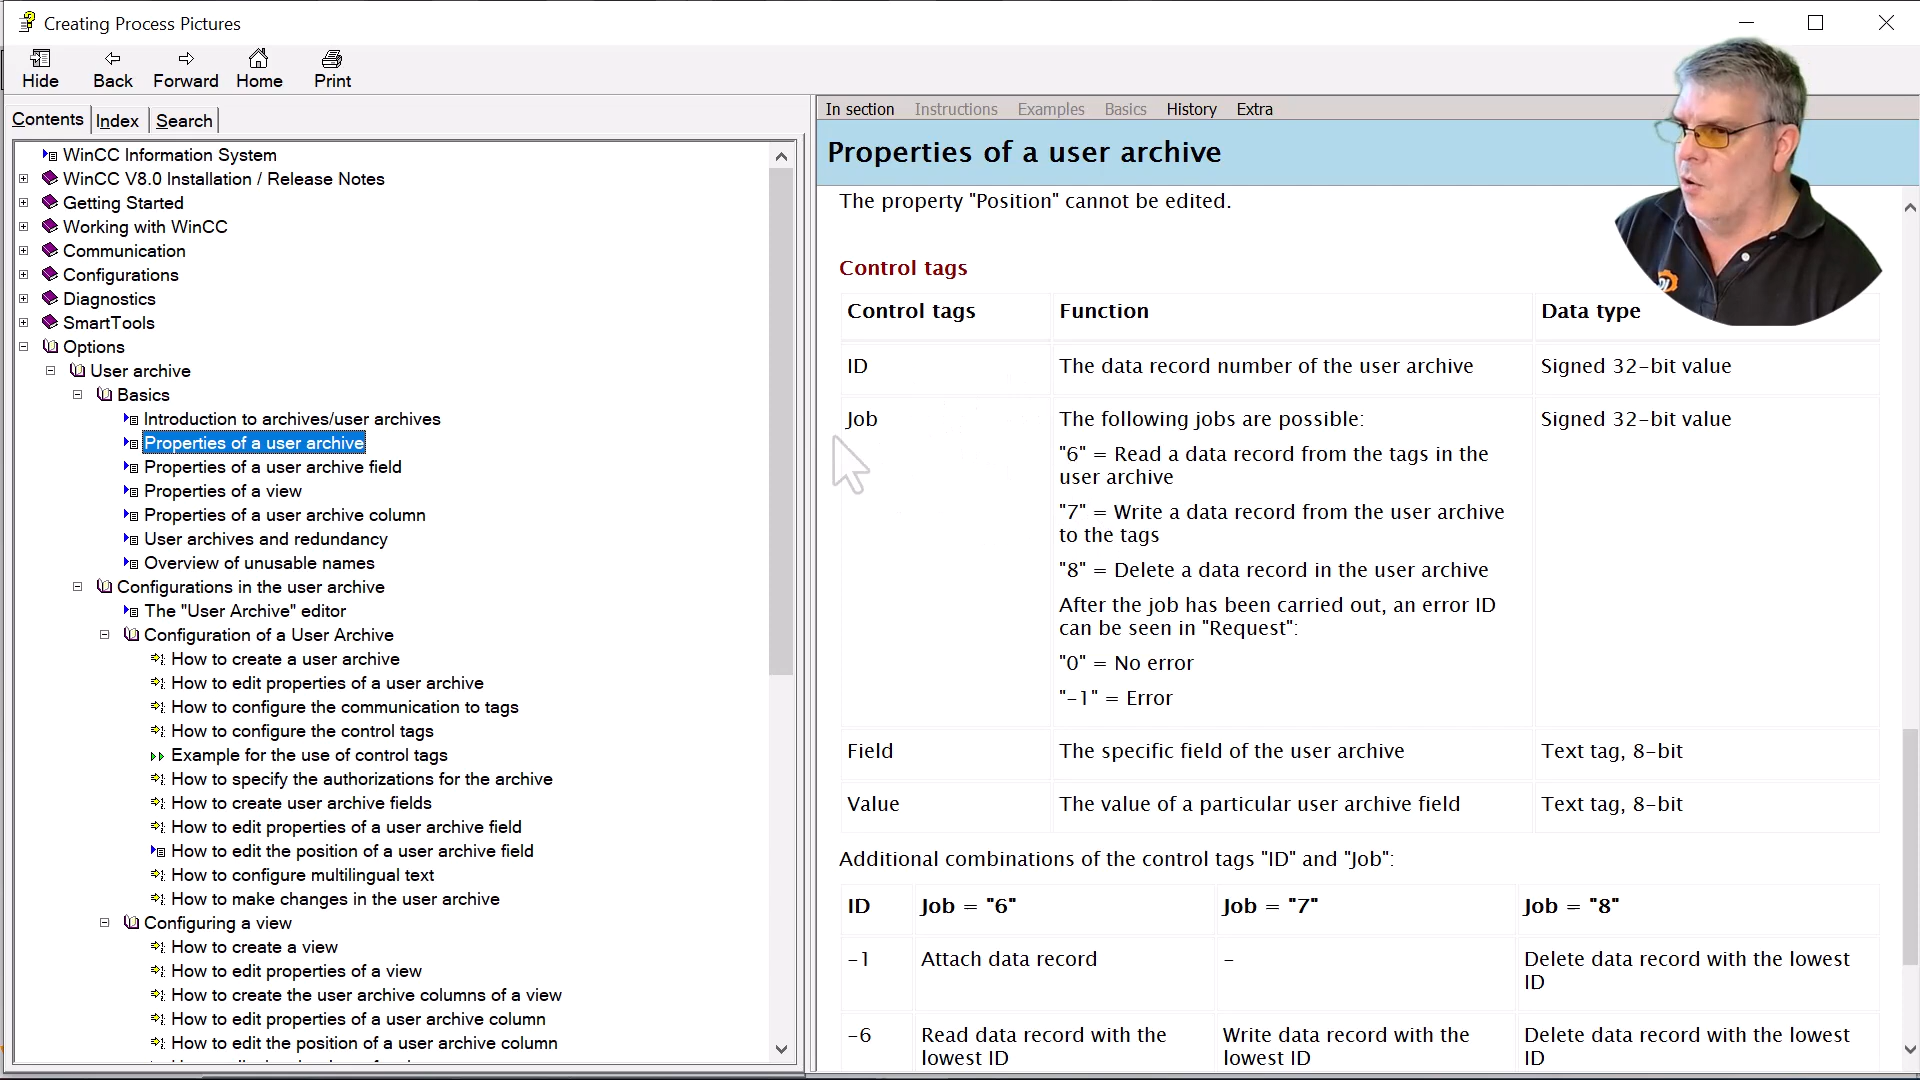 Creating Process Pictures
Hide Back Forward Home Print
Contents Index Search
WinCC Information System
WinCC V8.0 Installation / Release Notes
Getting Started
Working with WinCC
Communication
Configurations
Diagnostics
SmartTools
Options
User archive
Basics
Introduction to archives/user archives
Properties of a user archive
Properties of a user archive field
Properties of a view
Properties of a user archive column
User archives and redundancy
Overview of unusable names
Configurations in the user archive
The "User Archive" editor
Configuration of a User Archive
How to create a user archive
How to edit properties of a user archive
How to configure the communication to tags
How to configure the control tags
Example for the use of control tags
How to specify the authorizations for the archive
How to create user archive fields
How to edit properties of a user archive field
How to edit the position of a user archive field
How to configure multilingual text
How to make changes in the user archive
Configuring a view
How to create a view
How to edit properties of a view
How to create the user archive columns of a view
How to edit properties of a user archive column
How to edit the position of a user archive column
In section Instructions Examples Basics History Extra
Properties of a user archive
The property "Position" cannot be edited.
Control tags
Control tags Function Data type
ID The data record number of the user archive Signed 32-bit value
Job The following jobs are possible: Signed 32-bit value
"6" = Read a data record from the tags in the
user archive
"7" = Write a data record from the user archive
to the tags
"8" = Delete a data record in the user archive
After the job has been carried out, an error ID
can be seen in "Request":
"0" = No error
"-1" = Error
Field The specific field of the user archive Text tag, 8-bit
Value The value of a particular user archive field Text tag, 8-bit
Additional combinations of the control tags "ID" and "Job":
ID Job = "6" Job = "7" Job = "8"
-1 Attach data record - Delete data record with the lowest
ID
-6 Read data record with the Write data record with the Delete data record with the lowest
lowest ID lowest ID ID